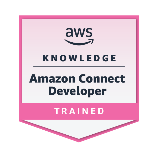 aws
KNOWLEDGE
Amazon Connect
Developer
TRAINED